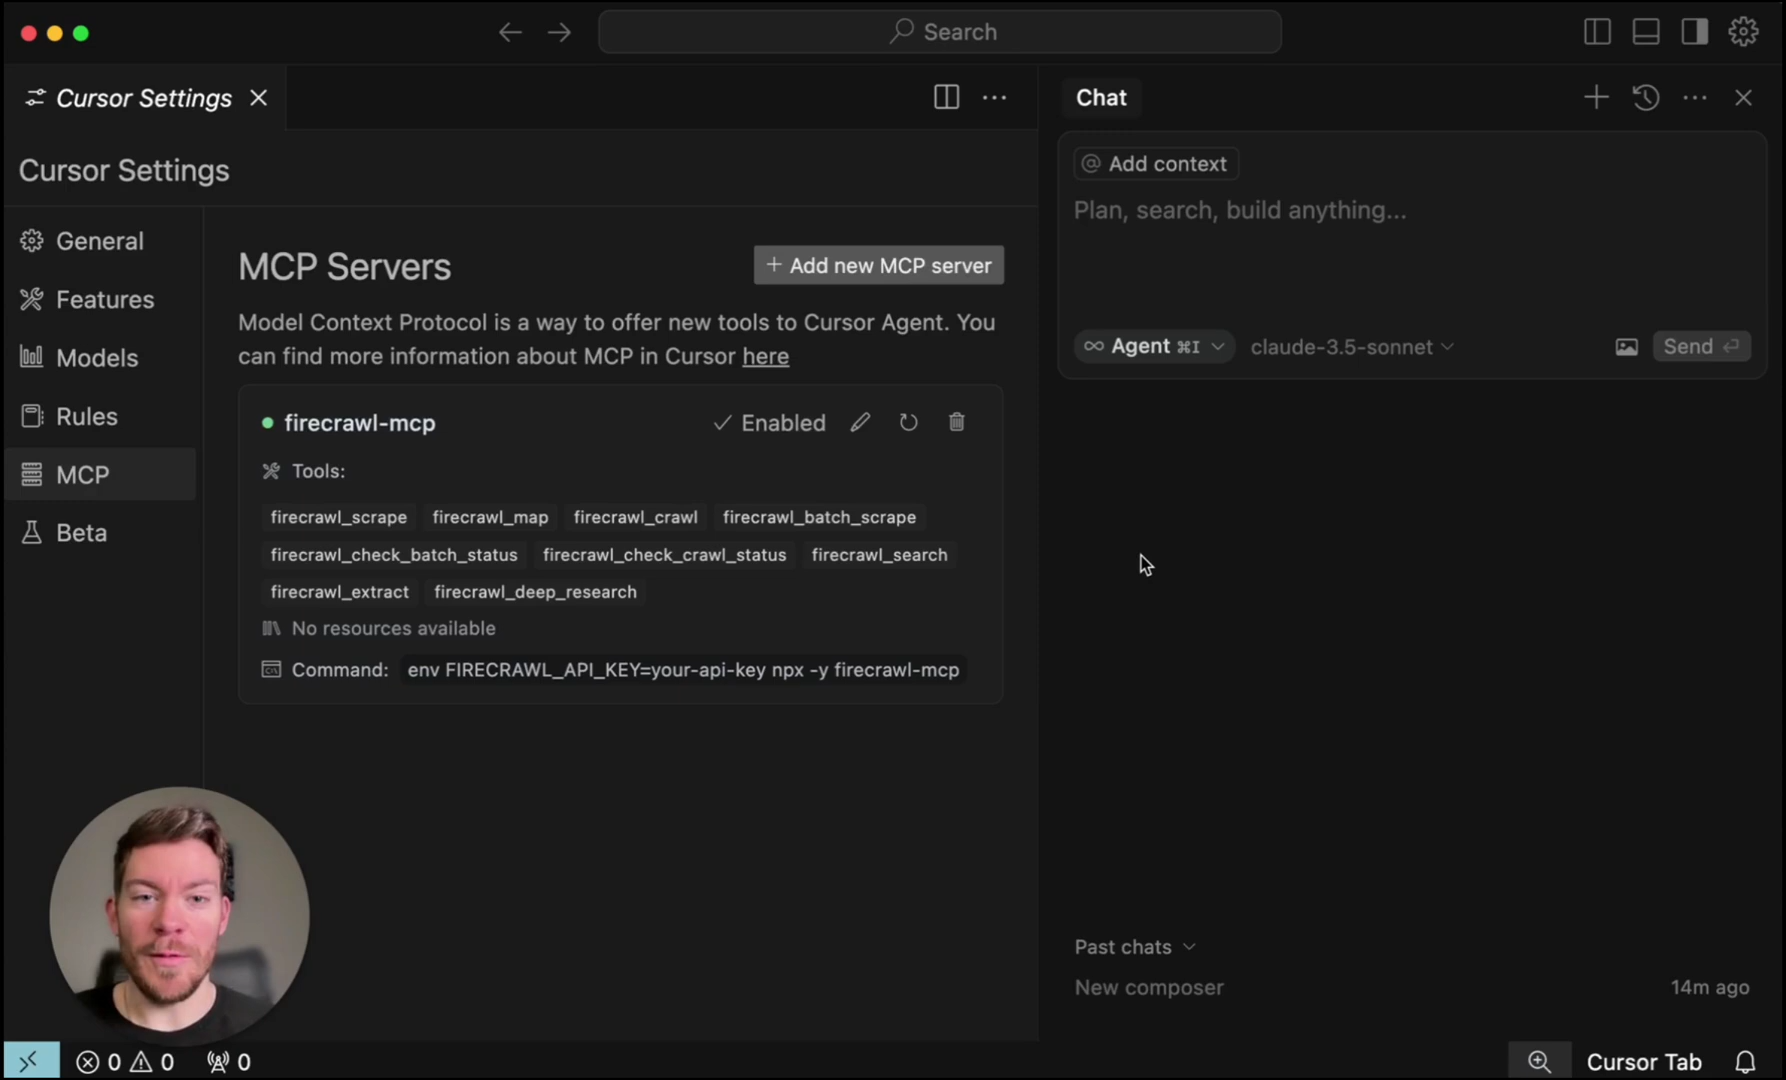 Search
Cursor Settings
Chat
Cursor Settings
@ Add context
Plan, search, build anything...
Agent ⌘I
claude-3.5-sonnet
Send
General
Features
Models
Rules
MCP
Beta
MCP Servers
+ Add new MCP server
Model Context Protocol is a way to offer new tools to Cursor Agent. You
can find more information about MCP in Cursor here
firecrawl-mcp
Enabled
Tools:
firecrawl_scrape firecrawl_map firecrawl_crawl firecrawl_batch_scrape
firecrawl_check_batch_status firecrawl_check_crawl_status firecrawl_search
firecrawl_extract firecrawl_deep_research
No resources available
Command: env FIRECRAWL_API_KEY=your-api-key npx -y firecrawl-mcp
Past chats
New composer 14m ago
0 0 0
Cursor Tab